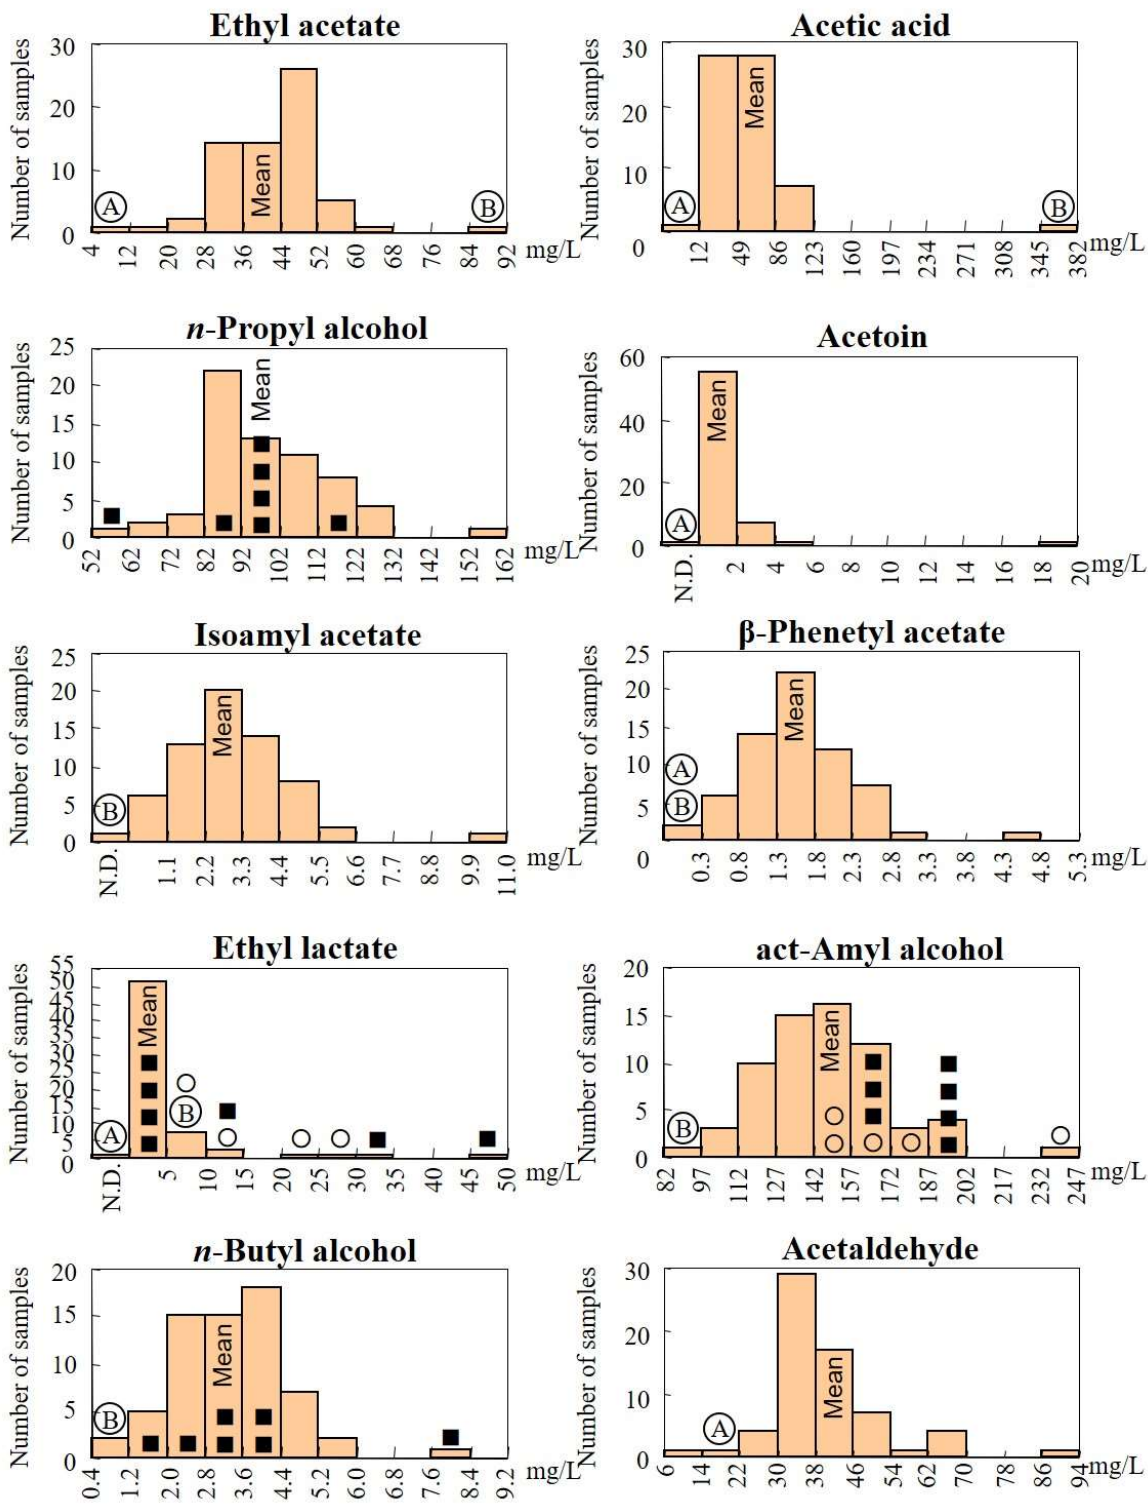 Ethyl acetate
Number of samples
30
20
10
0
A
Mean
B
4 12 20 28 36 44 52 60 68 76 84 92 mg/L
Acetic acid
Number of samples
30
20
10
0
A
Mean
B
12 49 86 123 160 197 234 271 308 345 382 mg/L
n-Propyl alcohol
Number of samples
25
20
15
10
5
0
Mean
52 62 72 82 92 102 112 122 132 142 152 162 mg/L
Acetoin
Number of samples
60
40
20
0
A
Mean
N.D. 2 4 6 8 10 12 14 16 18 20 mg/L
Isoamyl acetate
Number of samples
25
20
15
10
5
0
B
Mean
N.D. 1.1 2.2 3.3 4.4 5.5 6.6 7.7 8.8 9.9 11.0 mg/L
β-Phenetyl acetate
Number of samples
25
20
15
10
5
0
A
B
Mean
0.3 0.8 1.3 1.8 2.3 2.8 3.3 3.8 4.3 4.8 5.3 mg/L
Ethyl lactate
Number of samples
55
50
45
40
35
30
25
20
15
10
5
0
A
Mean
B
N.D. 5 10 15 20 25 30 35 40 45 50 mg/L
act-Amyl alcohol
Number of samples
20
15
10
5
0
B
Mean
82 97 112 127 142 157 172 187 202 217 232 247 mg/L
n-Butyl alcohol
Number of samples
20
15
10
5
0
B
Mean
0.4 1.2 2.0 2.8 3.6 4.4 5.2 6.0 6.8 7.6 8.4 9.2 mg/L
Acetaldehyde
Number of samples
30
20
10
0
A
Mean
6 14 22 30 38 46 54 62 70 78 86 94 mg/L